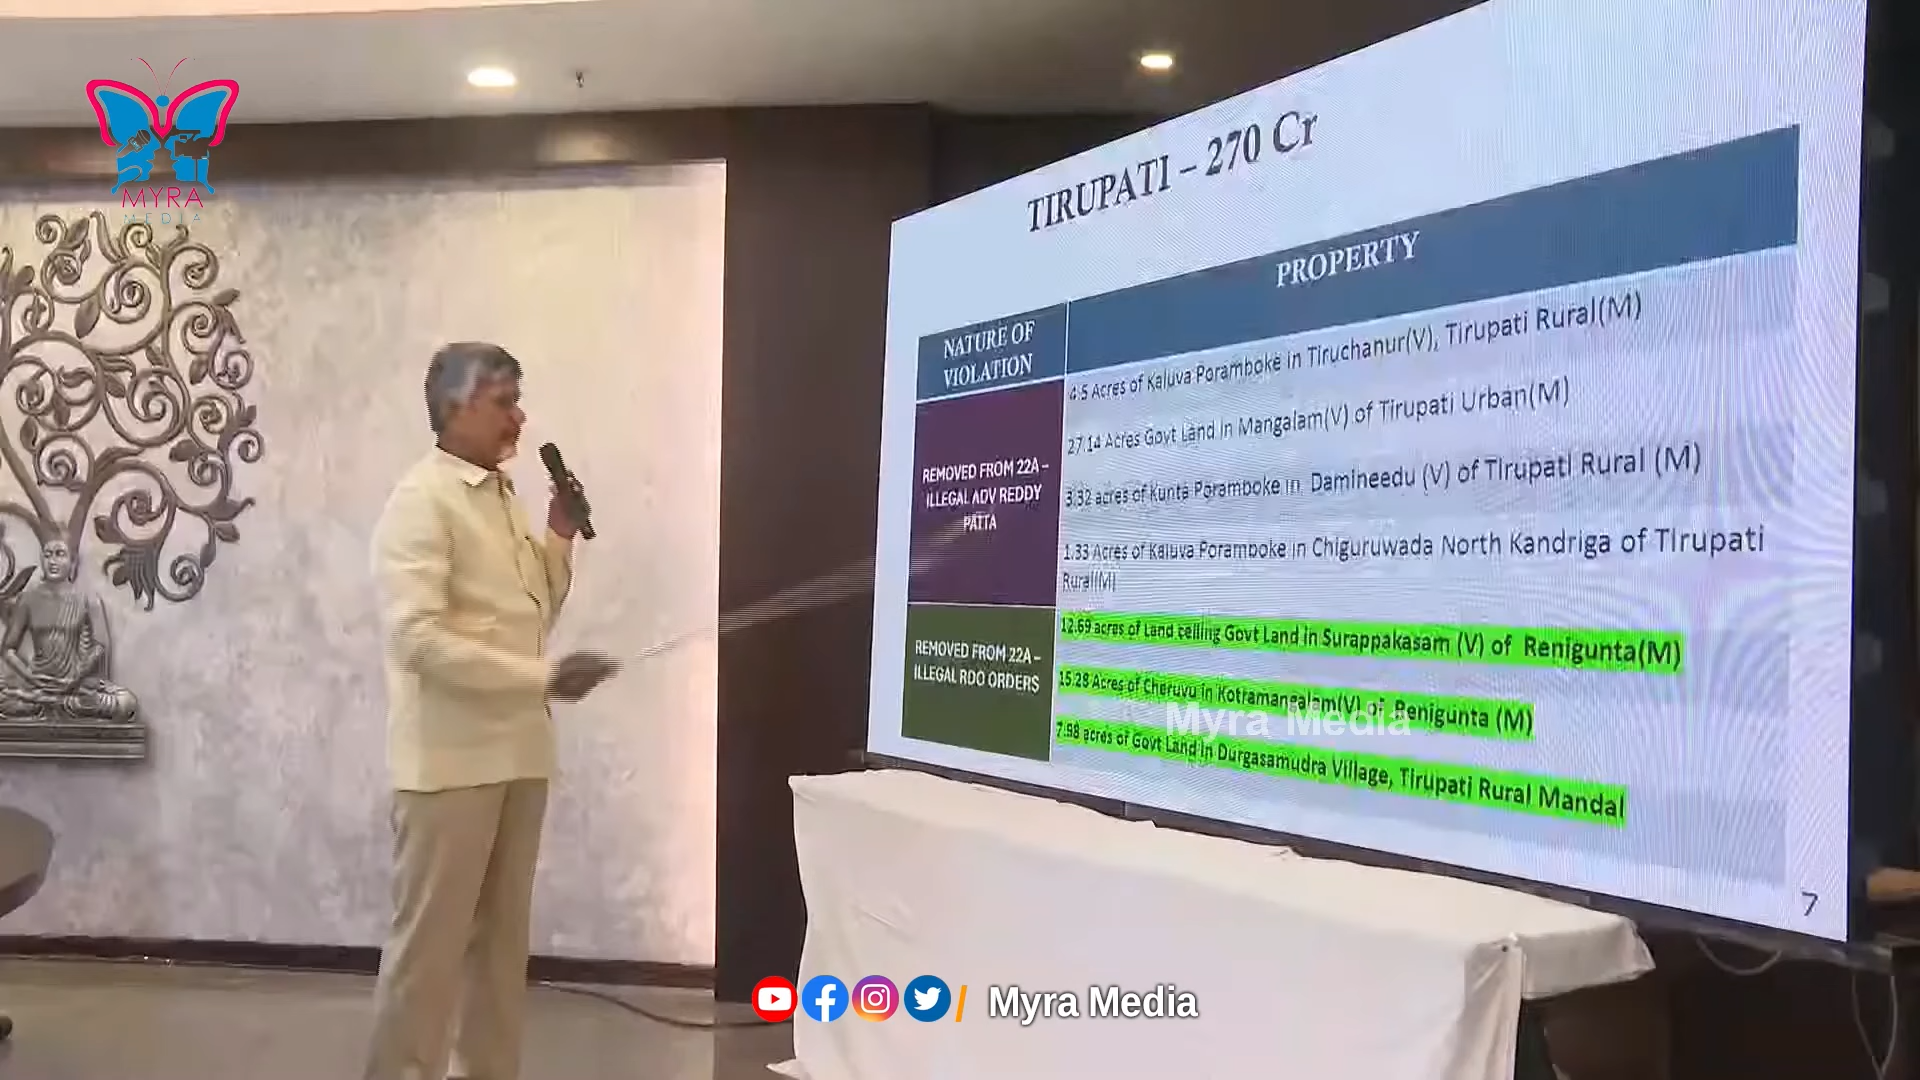 MYRA
MEDIA
TIRUPATI – 270 Cr
NATURE OF
VIOLATION
PROPERTY
REMOVED FROM 22A –
ILLEGAL ADV REDDY
PATTA
4.5 Acres of Kaluva Poramboke in Tiruchanur(V), Tirupati Rural(M)
27.14 Acres Govt Land in Mangalam(V) of Tirupati Urban(M)
3.32 acres of Kunta Poramboke in Damineedu (V) of Tirupati Rural (M)
1.33 Acres of Kaluva Poramboke in Chiguruwada North Kandriga of Tirupati
Rural(M)
REMOVED FROM 22A –
ILLEGAL RDO ORDERS
12.69 acres of Land ceiling Govt Land in Surappakasam (V) of Renigunta(M)
15.28 Acres of Cheruvu in Kotramangalam(V) of Renigunta (M)
7.98 acres of Govt Land in Durgasamudra Village, Tirupati Rural Mandal
7
Myra Media
/ Myra Media